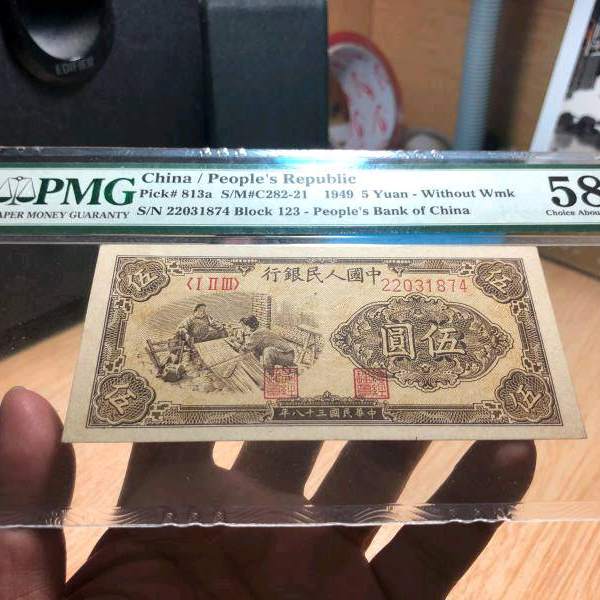 China / People's Republic
PMG Pick# 813a S/M#C282-21 1949 5 Yuan - Without Wmk 58
PAPER MONEY GUARANTY S/N 22031874 Block 123 - People's Bank of China Choice Abou
行銀民人國中
伍 〈I II III〉 22031874 伍
圓伍
伍 年八十三國民華中 伍